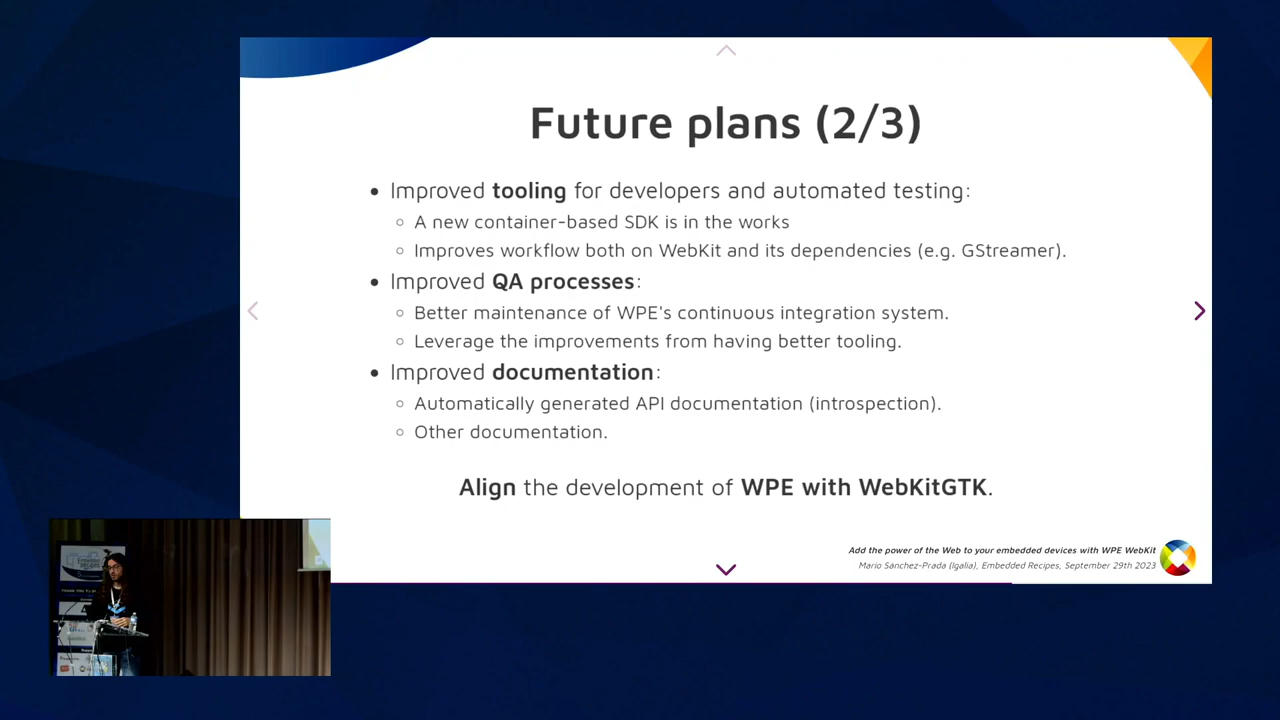 Future plans (2/3)
Improved tooling for developers and automated testing:
A new container-based SDK is in the works
Improves workflow both on WebKit and its dependencies (e.g. GStreamer).
Improved QA processes:
Better maintenance of WPE's continuous integration system.
Leverage the improvements from having better tooling.
Improved documentation:
Automatically generated API documentation (introspection).
Other documentation.
Align the development of WPE with WebKitGTK.
Add the power of the Web to your embedded devices with WPE WebKit
Mario Sánchez-Prada (Igalia), Embedded Recipes, September 29th 2023